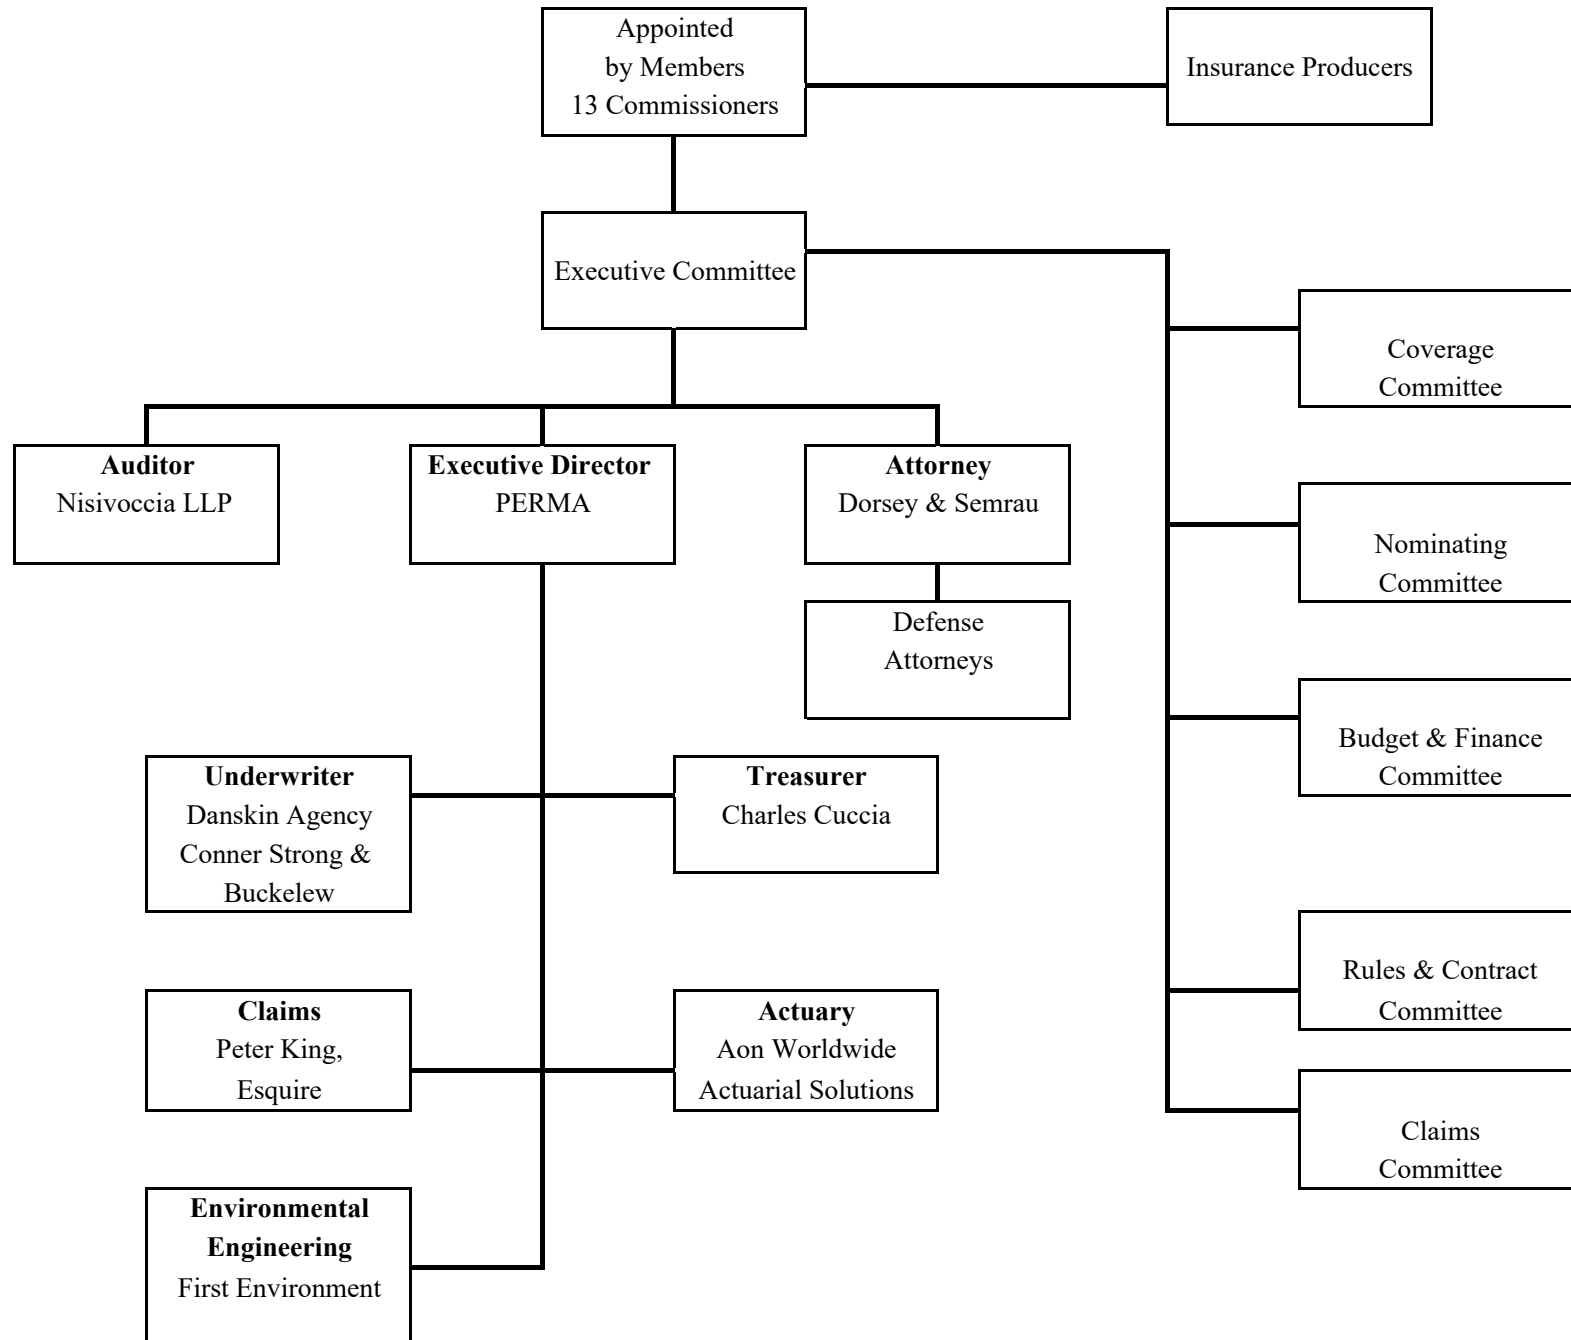 Appointed
by Members
13 Commissioners
Insurance Producers
Executive Committee
Coverage
Committee
Auditor
Nisivoccia LLP
Executive Director
PERMA
Attorney
Dorsey & Semrau
Nominating
Committee
Defense
Attorneys
Budget & Finance
Committee
Underwriter
Danskin Agency
Conner Strong &
Buckelew
Treasurer
Charles Cuccia
Rules & Contract
Committee
Claims
Peter King,
Esquire
Actuary
Aon Worldwide
Actuarial Solutions
Claims
Committee
Environmental
Engineering
First Environment